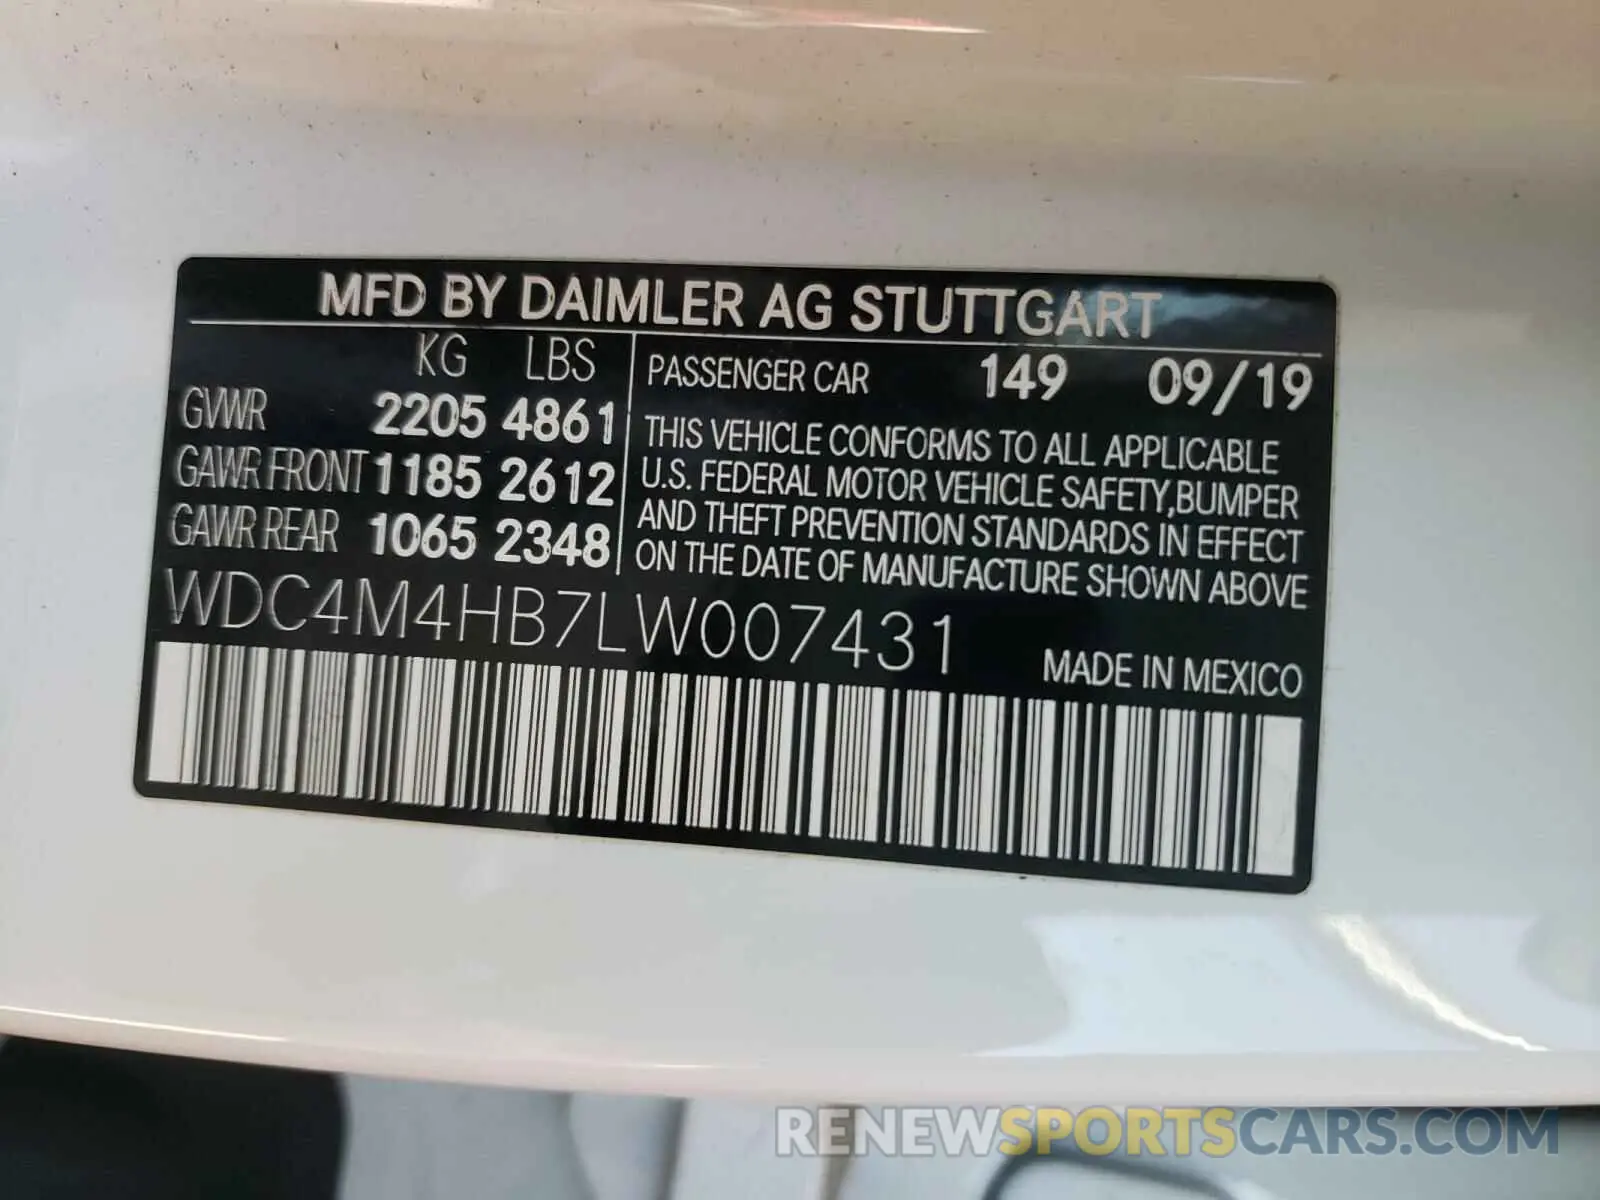 MFD BY DAIMLER AG STUTTGART
KG LBS
GVWR 2205 4861
GAWR FRONT 1185 2612
GAWR REAR 1065 2348
PASSENGER CAR 149 09/19
THIS VEHICLE CONFORMS TO ALL APPLICABLE
U.S. FEDERAL MOTOR VEHICLE SAFETY,BUMPER
AND THEFT PREVENTION STANDARDS IN EFFECT
ON THE DATE OF MANUFACTURE SHOWN ABOVE
WDC4M4HB7LW007431
MADE IN MEXICO
RENEWSPORTSCARS.COM